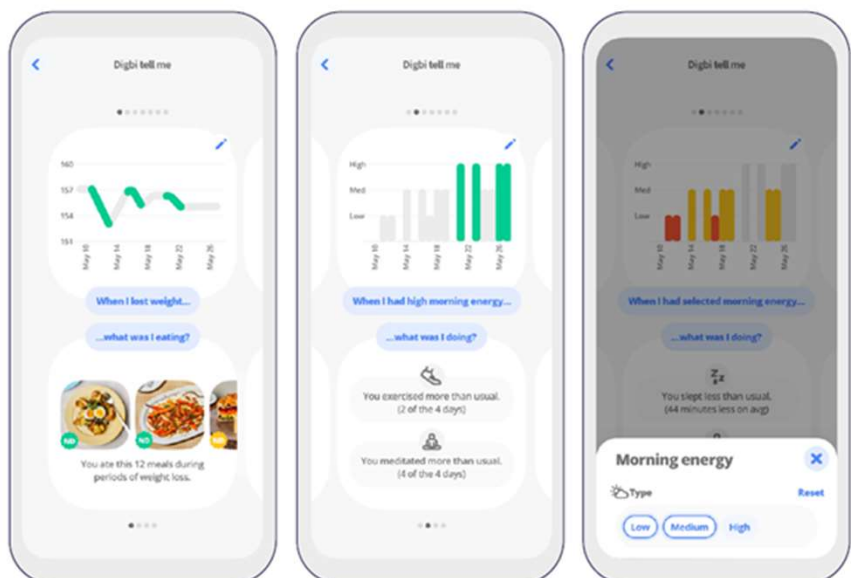 Digbi tell me
160
157
154
151
May 10
May 14
May 18
May 22
May 26
When I lost weight...
...what was I eating?
ND
ND
ND
You ate this 12 meals during
periods of weight loss.
Digbi tell me
High
Med
Low
May 10
May 14
May 18
May 22
May 26
When I had high morning energy...
...what was I doing?
You exercised more than usual.
(2 of the 4 days)
You meditated more than usual.
(4 of the 4 days)
Digbi tell me
High
Med
Low
May 10
May 14
May 18
May 22
May 26
When I had selected morning energy...
...what was I doing?
Z z z
You slept less than usual.
(44 minutes less on avg)
Morning energy
Type
Reset
Low
Medium
High